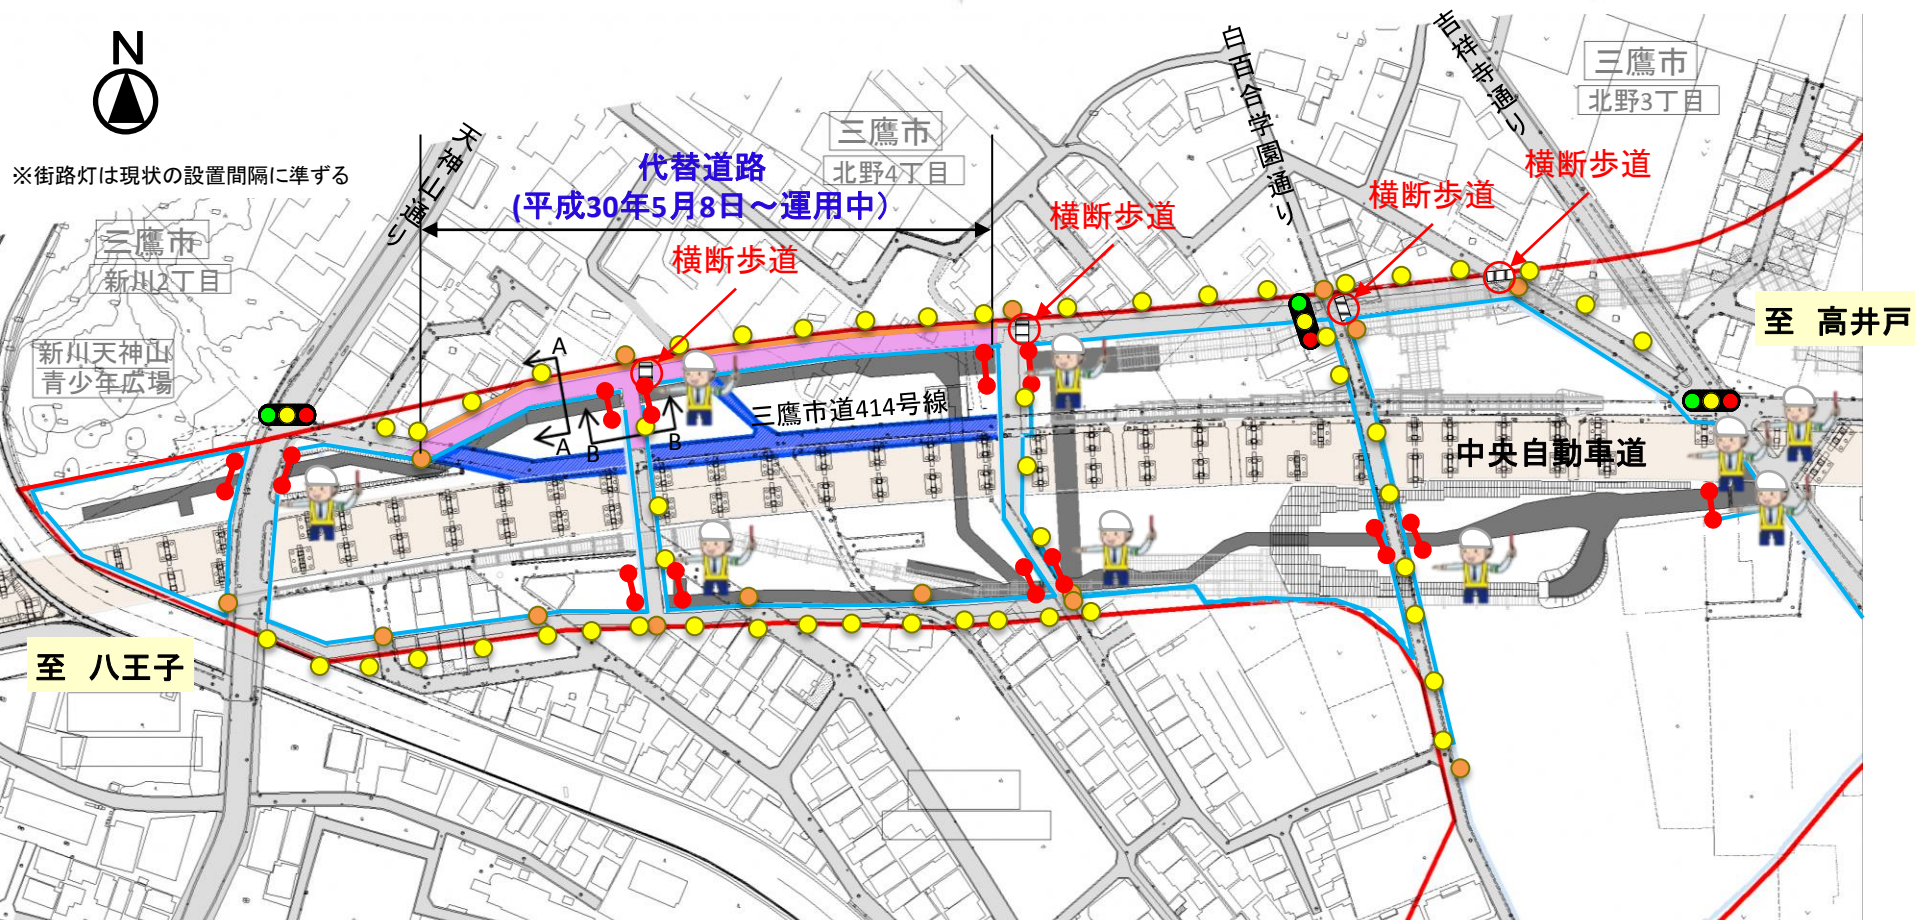 N
※街路灯は現状の設置間隔に準ずる
天神山通り
三鷹市
新川2丁目
新川天神山
青少年広場
代替道路
(平成30年5月8日～運用中）
三鷹市
北野4丁目
白百合学園通り
吉祥寺通り
三鷹市
北野3丁目
横断歩道
横断歩道
横断歩道
横断歩道
至　高井戸
A
A
B
B
三鷹市道414号線
中央自動車道
至　八王子